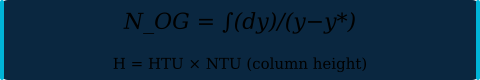 N_OG = ∫(dy)/(y−y*)
H = HTU × NTU (column height)